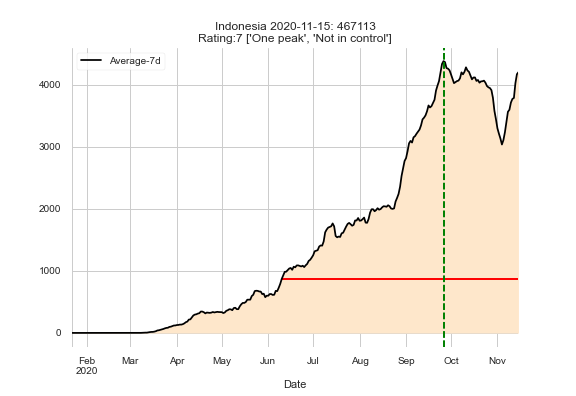 Indonesia 2020-11-15: 467113
Rating:7 ['One peak', 'Not in control']
Average-7d
4000
3000
2000
1000
0
Feb Mar Apr May Jun Jul Aug Sep Oct Nov
2020
Date